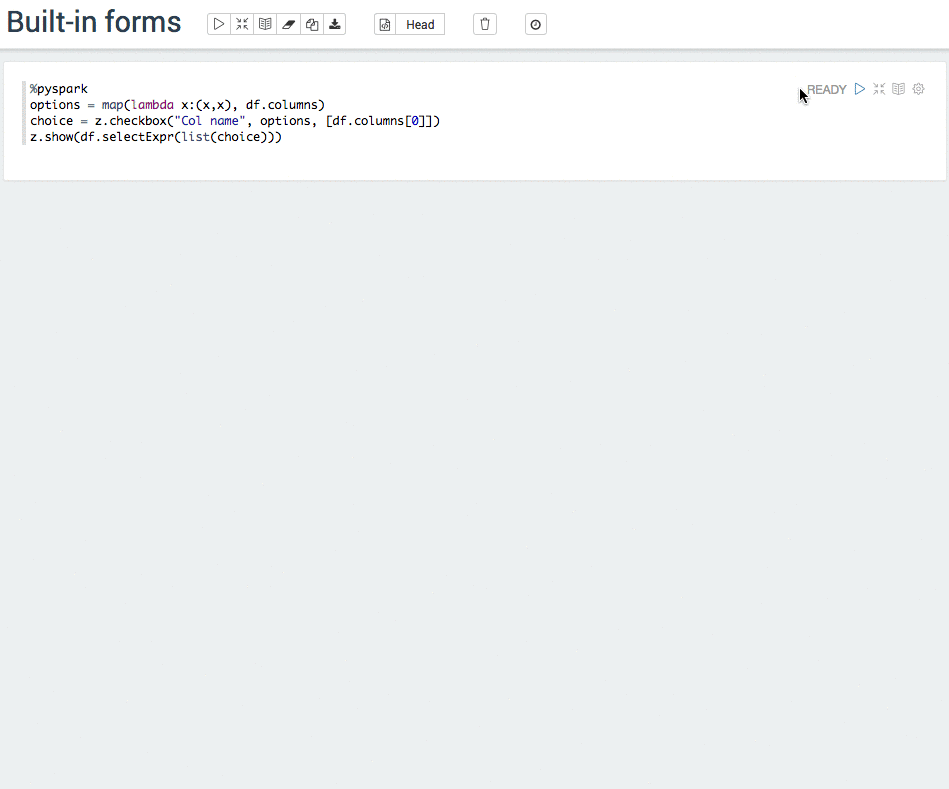 Built-in forms
Head
%pyspark
READY
options = map(lambda x:(x,x), df.columns)
choice = z.checkbox("Col name", options, [df.columns[0]])
z.show(df.selectExpr(list(choice)))